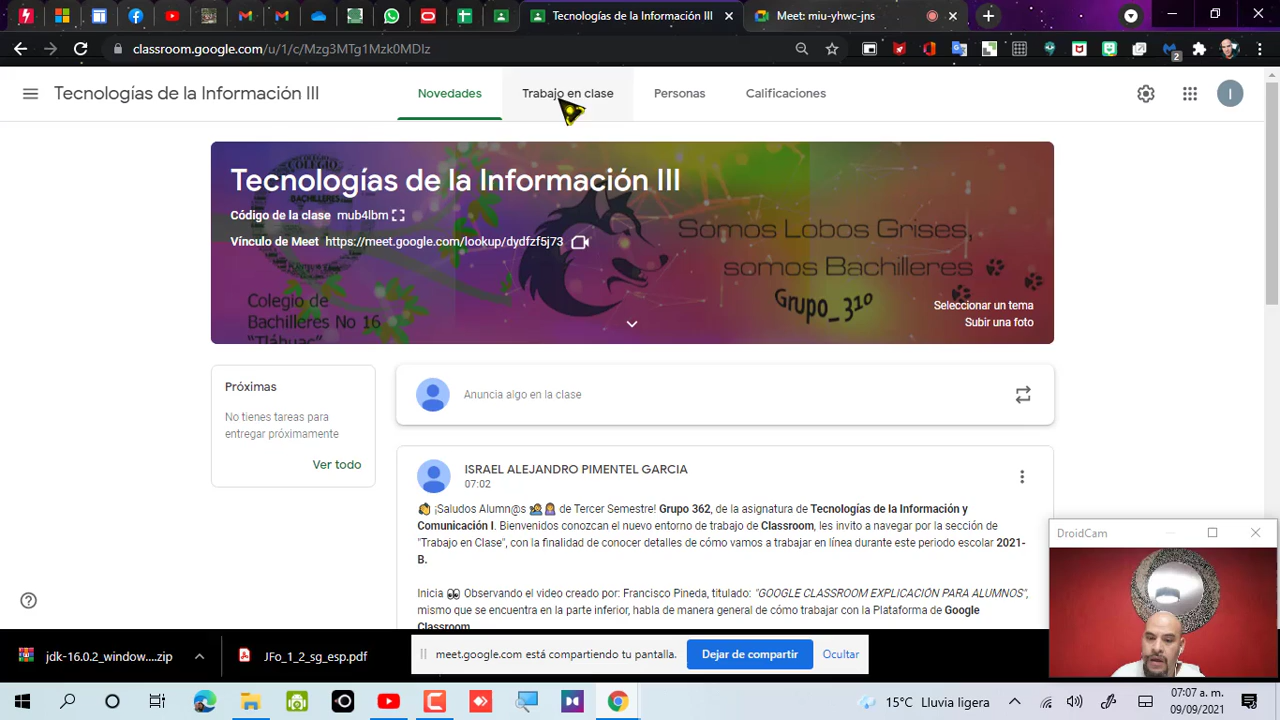 Tecnologías de la Información III
Meet: miu-yhwc-jns
classroom.google.com/u/1/c/Mzg3MTg1Mzk0MDIz
2
Tecnologías de la Información III
Novedades
Trabajo en clase
Personas
Calificaciones
I
Tecnologías de la Información III
Código de la clase mub4lbm
Vínculo de Meet https://meet.google.com/lookup/dydfzf5j73
Colegio de
Bachilleres No 16
"Tláhuac"
Somos Lobos Grises,
somos Bachilleres
Grupo_310
Seleccionar un tema
Subir una foto
Próximas
No tienes tareas para
entregar próximamente
Ver todo
Anuncia algo en la clase
ISRAEL ALEJANDRO PIMENTEL GARCIA
07:02
¡Saludos Alumn@s de Tercer Semestre! Grupo 362, de la asignatura de Tecnologías de la Información y
Comunicación I. Bienvenidos conozcan el nuevo entorno de trabajo de Classroom, les invito a navegar por la sección de
"Trabajo en Clase", con la finalidad de conocer detalles de cómo vamos a trabajar en línea durante este periodo escolar 2021-
B.
Inicia Observando el video creado por: Francisco Pineda, titulado: "GOOGLE CLASSROOM EXPLICACIÓN PARA ALUMNOS",
mismo que se encuentra en la parte inferior, habla de manera general de cómo trabajar con la Plataforma de Google
Classroom.
DroidCam
jdk-16.0.2_window....zip
JFo_1_2_sg_esp.pdf
meet.google.com está compartiendo tu pantalla.
Dejar de compartir
Ocultar
15°C Lluvia ligera
07:07 a. m.
09/09/2021